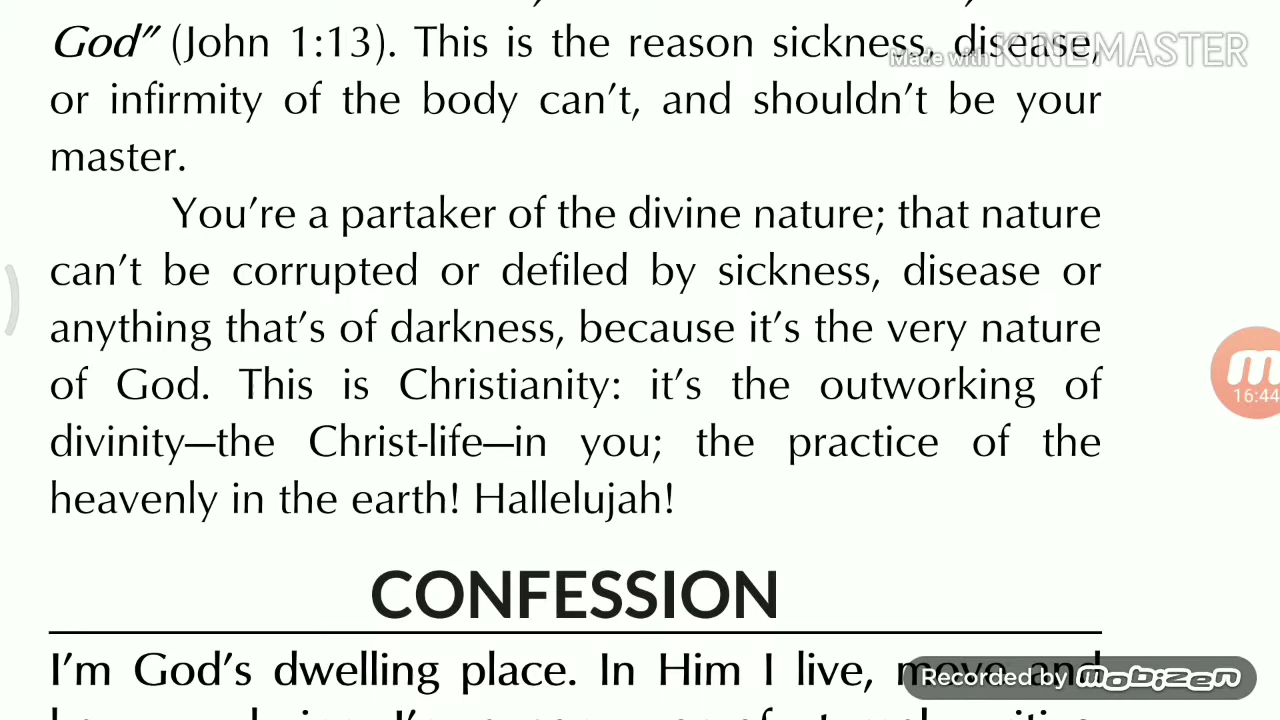 God” (John 1:13). This is the reason sickness, disease,
Made with KINEMASTER
or infirmity of the body can’t, and shouldn’t be your
master.
You’re a partaker of the divine nature; that nature
can’t be corrupted or defiled by sickness, disease or
anything that’s of darkness, because it’s the very nature
of God. This is Christianity: it’s the outworking of
16:44
divinity—the Christ-life—in you; the practice of the
heavenly in the earth! Hallelujah!
CONFESSION
I’m God’s dwelling place. In Him I live, move and
Recorded by mobizen